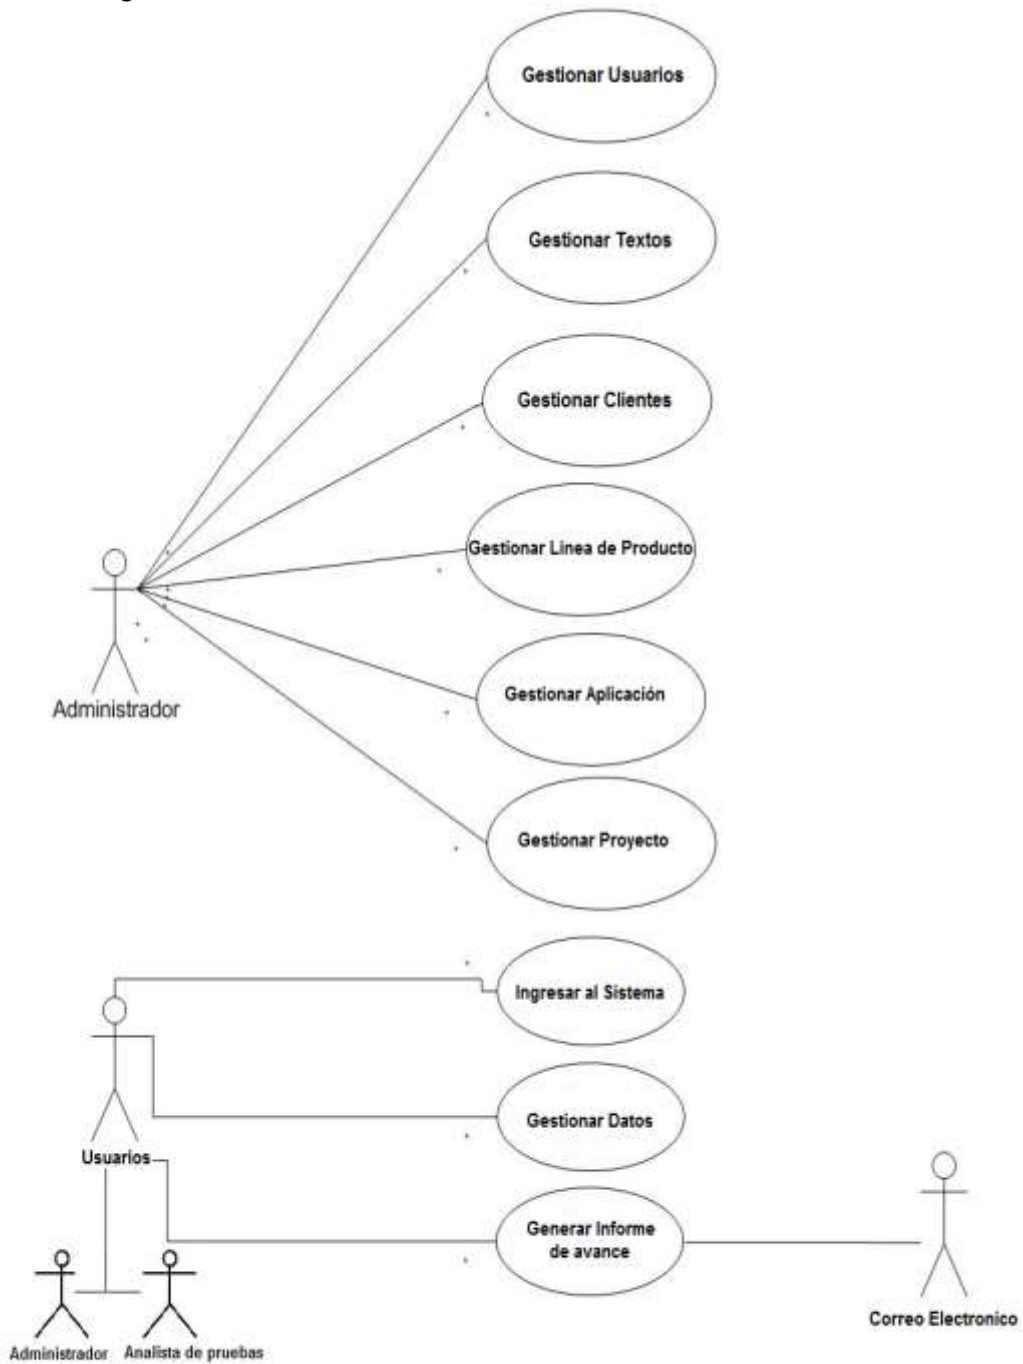 Gestionar Usuarios
Gestionar Textos
Gestionar Clientes
Gestionar Linea de Producto
Administrador
Gestionar Aplicación
Gestionar Proyecto
Ingresar al Sistema
Gestionar Datos
Usuarios
Generar Informe
de avance
Correo Electronico
Administrador
Analista de pruebas